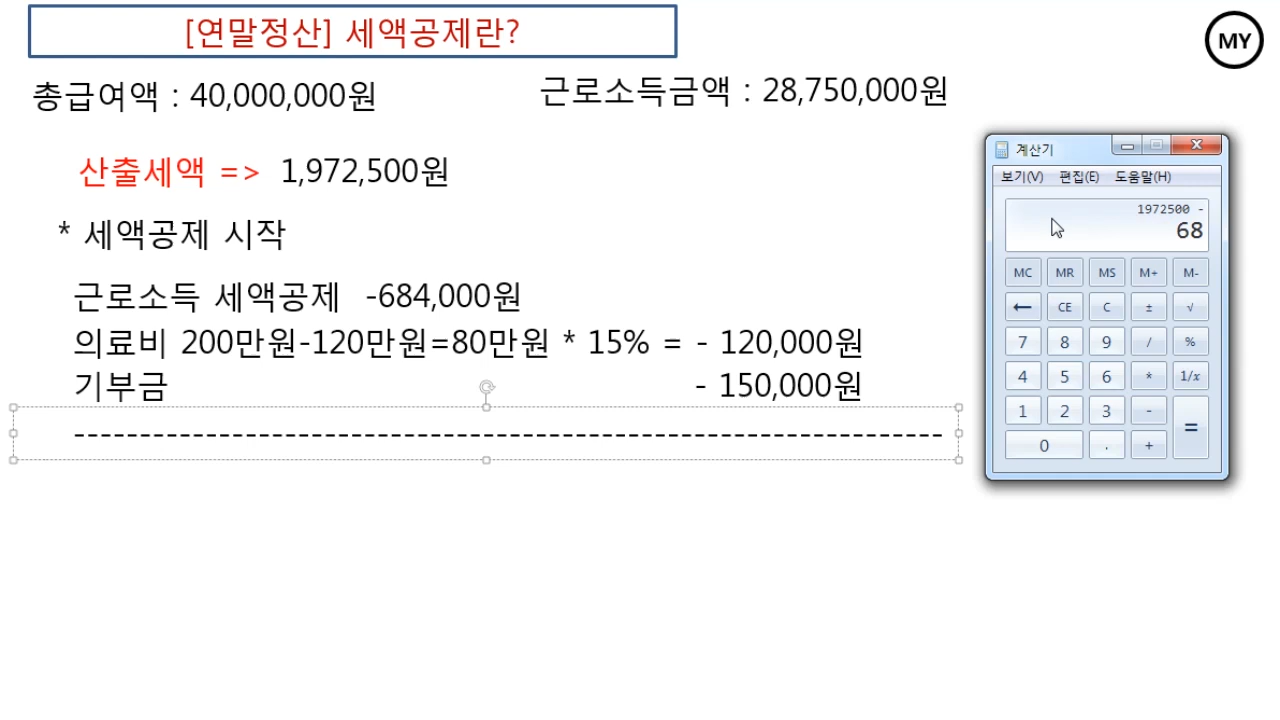 [연말정산] 세액공제란?
MY
총급여액 : 40,000,000원
근로소득금액 : 28,750,000원
산출세액 => 1,972,500원
* 세액공제 시작
근로소득 세액공제 -684,000원
의료비 200만원-120만원=80만원 * 15% = - 120,000원
기부금 - 150,000원
------------------------------------------------------------------
계산기
보기(V) 편집(E) 도움말(H)
1972500 -
68
MC MR MS M+ M-
← CE C ± √
7 8 9 / %
4 5 6 * 1/x
1 2 3 - =
0 . +